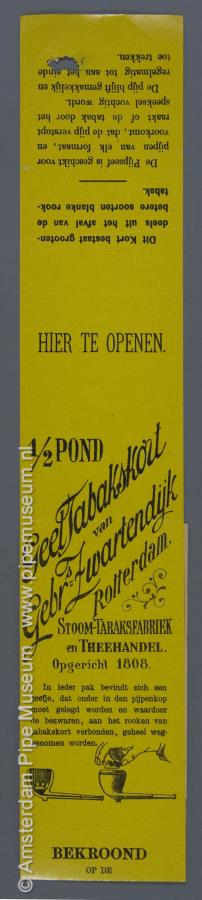 De Pijpzeef is geschikt voor
pijpen van elk formaat, en
voorkomt, dat de pijp verstopt
raakt of de tabak door het
speeksel vochtig wordt.
De pijp blijft gemakkelijk en
regelmatig tot aan het einde
toe trekken.
Dit Kort bestaat grooten-
deels uit het afval van de
betere soorten blanke rook-
tabak.
HIER TE OPENEN.
1/2 POND
Geel Tabakskort
van
Gebrs. Zwartendijk
Rotterdam.
STOOM-TABAKSFABRIEK
en THEEHANDEL.
Opgericht 1808.
In ieder pak bevindt zich een
zeefje, dat onder in den pijpenkop
moet gelegd worden en waardoor
de bezwaren, aan het rooken van
Tabakskort verbonden, geheel weg-
genomen worden.
BEKROOND
OP DE
© Amsterdam Pipe Museum - www.pipemuseum.nl